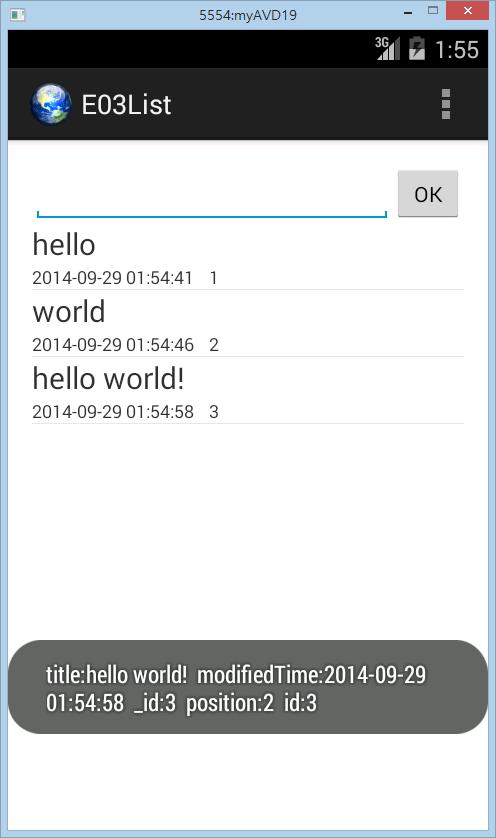 5554:myAVD19
3G 1:55
E03List
OK
hello
2014-09-29 01:54:41 1
world
2014-09-29 01:54:46 2
hello world!
2014-09-29 01:54:58 3
title:hello world! modifiedTime:2014-09-29
01:54:58 _id:3 position:2 id:3